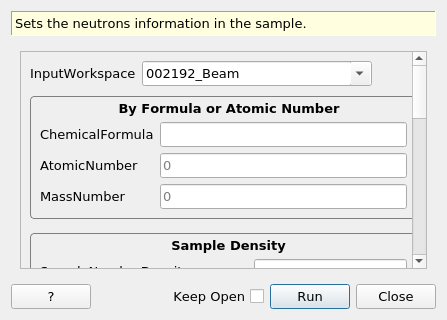 Sets the neutrons information in the sample.
InputWorkspace 002192_Beam
By Formula or Atomic Number
ChemicalFormula
AtomicNumber 0
MassNumber 0
Sample Density
? Keep Open Run Close